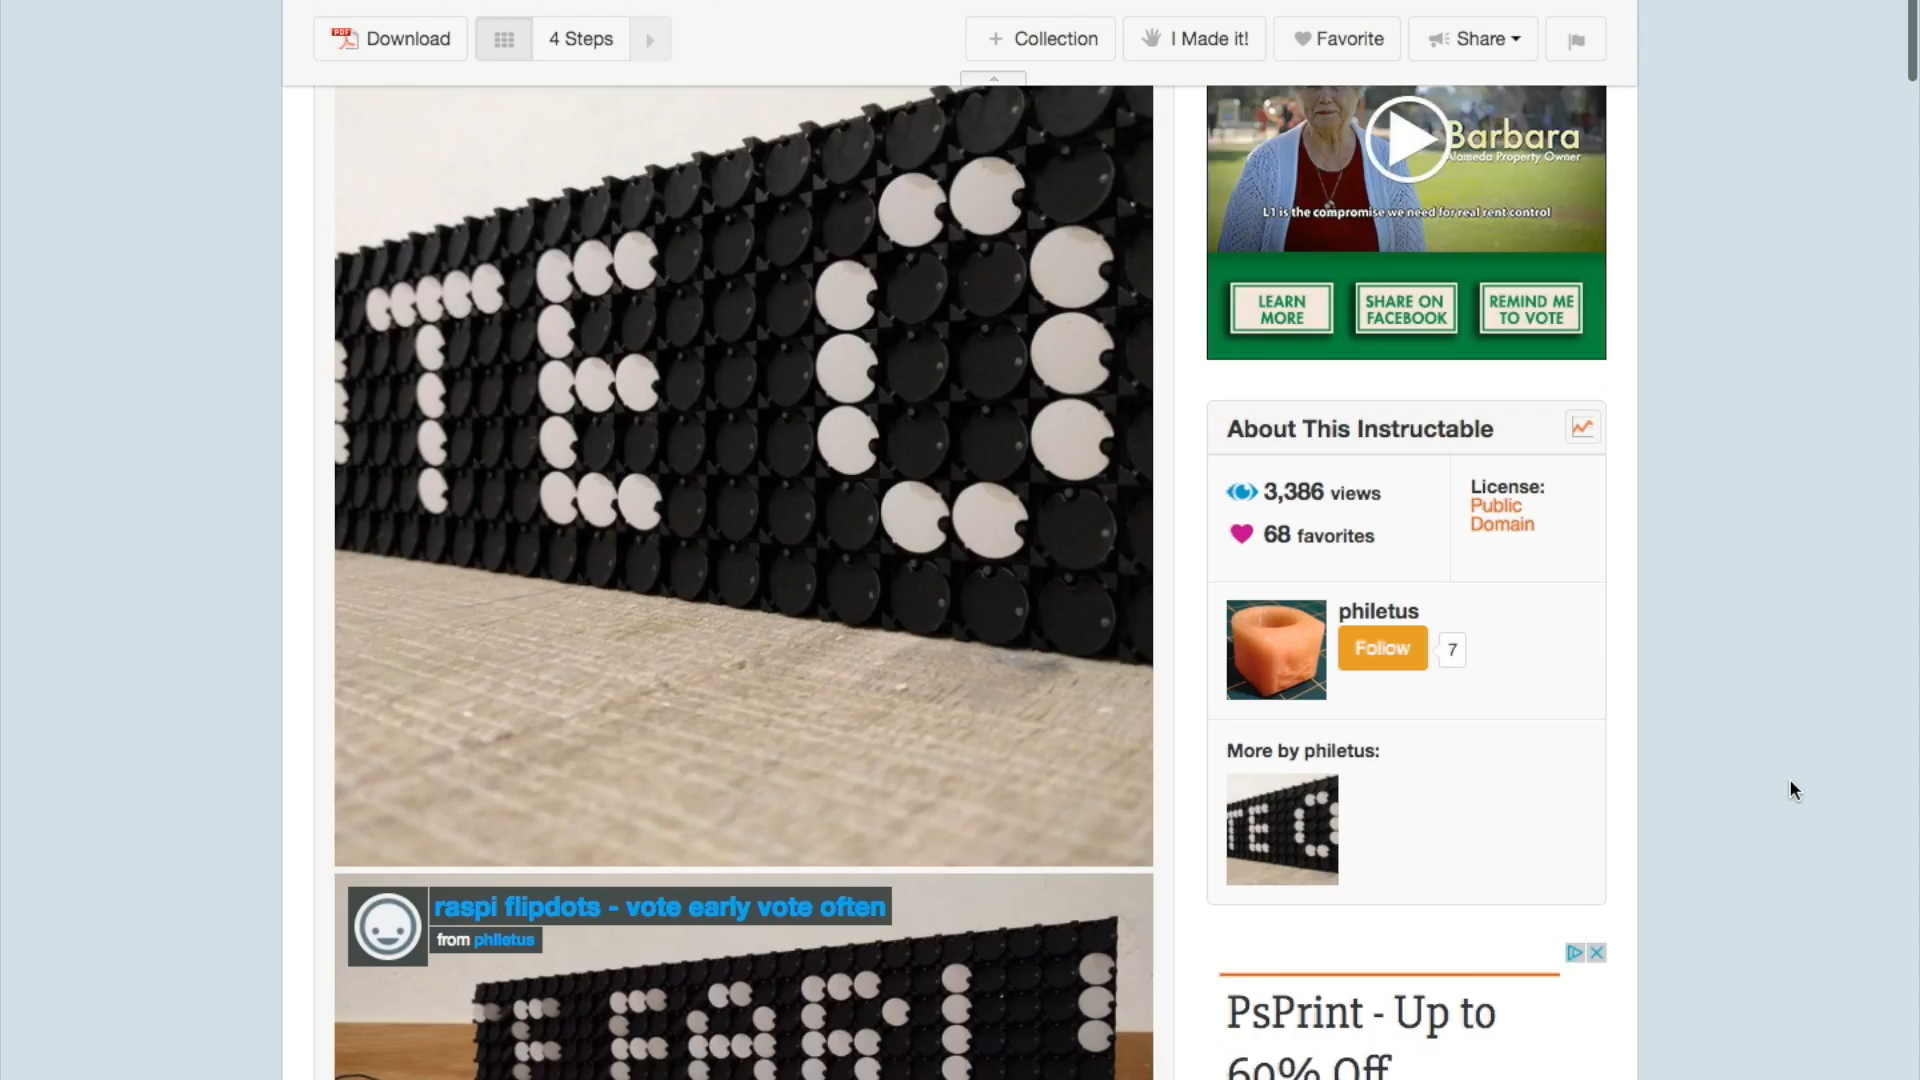 Download
4 Steps
+ Collection
I Made it!
Favorite
Share
TE O
Barbara
Alameda Property Owner
L1 is the compromise we need for real rent control
LEARN
MORE
SHARE ON
FACEBOOK
REMIND ME
TO VOTE
About This Instructable
3,386 views
68 favorites
License:
Public
Domain
philetus
Follow
7
More by philetus:
raspi flipdots - vote early vote often
from philetus
PsPrint - Up to
60% Off